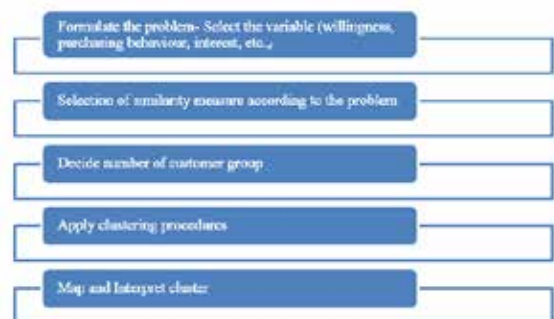 Formulate the problem- Select the variable (willingness,
purchasing behaviour, interest, etc.,)
Selection of similarity measure according to the problem
Decide number of customer group
Apply clustering procedures
Map and Interpret cluster